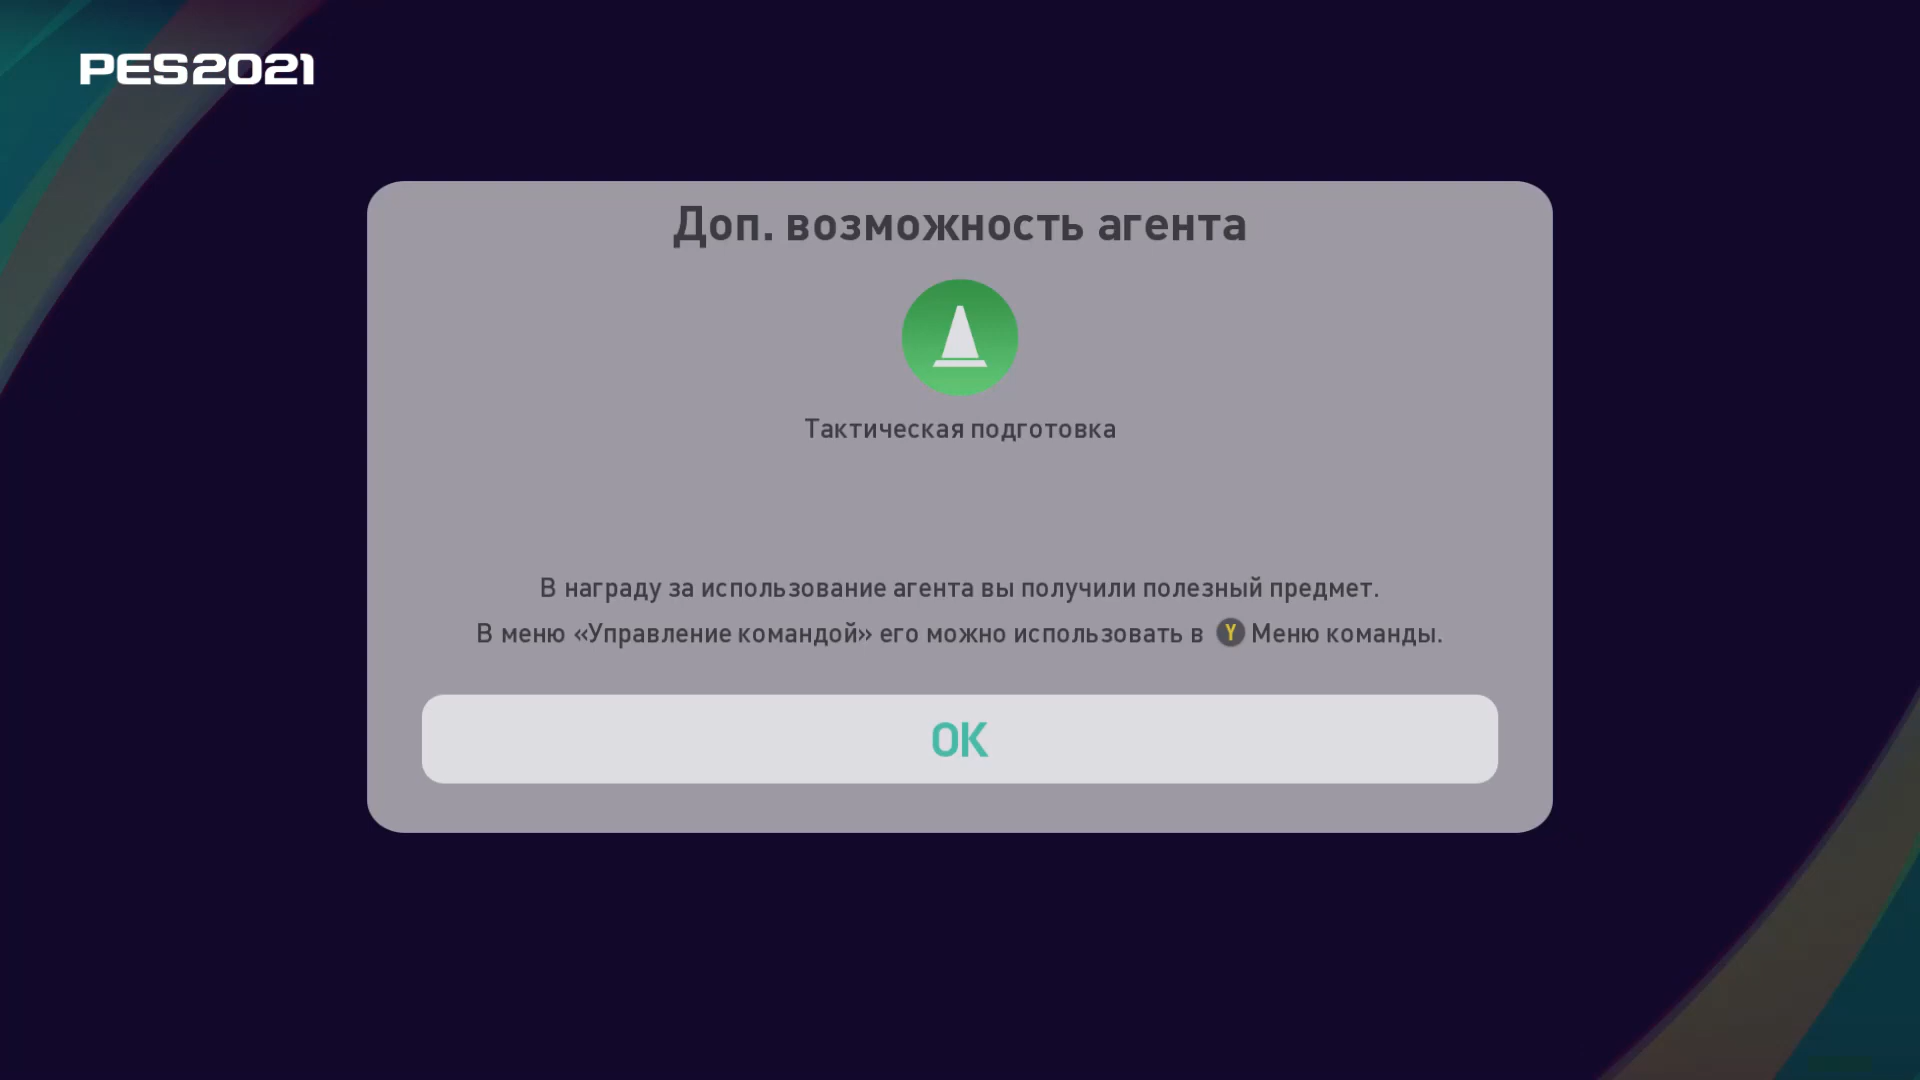 PES2021
Доп. возможность агента
Тактическая подготовка
В награду за использование агента вы получили полезный предмет.
В меню «Управление командой» его можно использовать в Y Меню команды.
OK